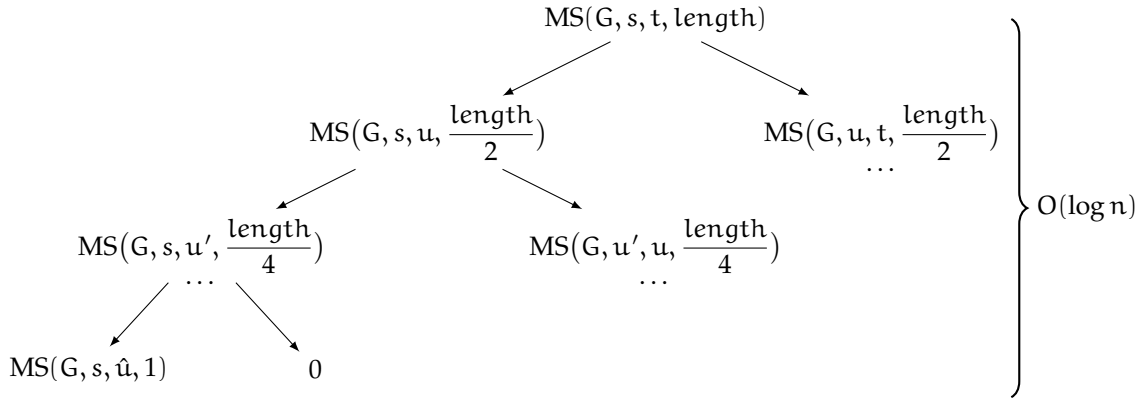 MS(G, s, t, length)
MS(G, s, u, length/2)
MS(G, u, t, length/2)
...
O(log n)
MS(G, s, u′, length/4)
MS(G, u′, u, length/4)
...
...
MS(G, s, û, 1)
0